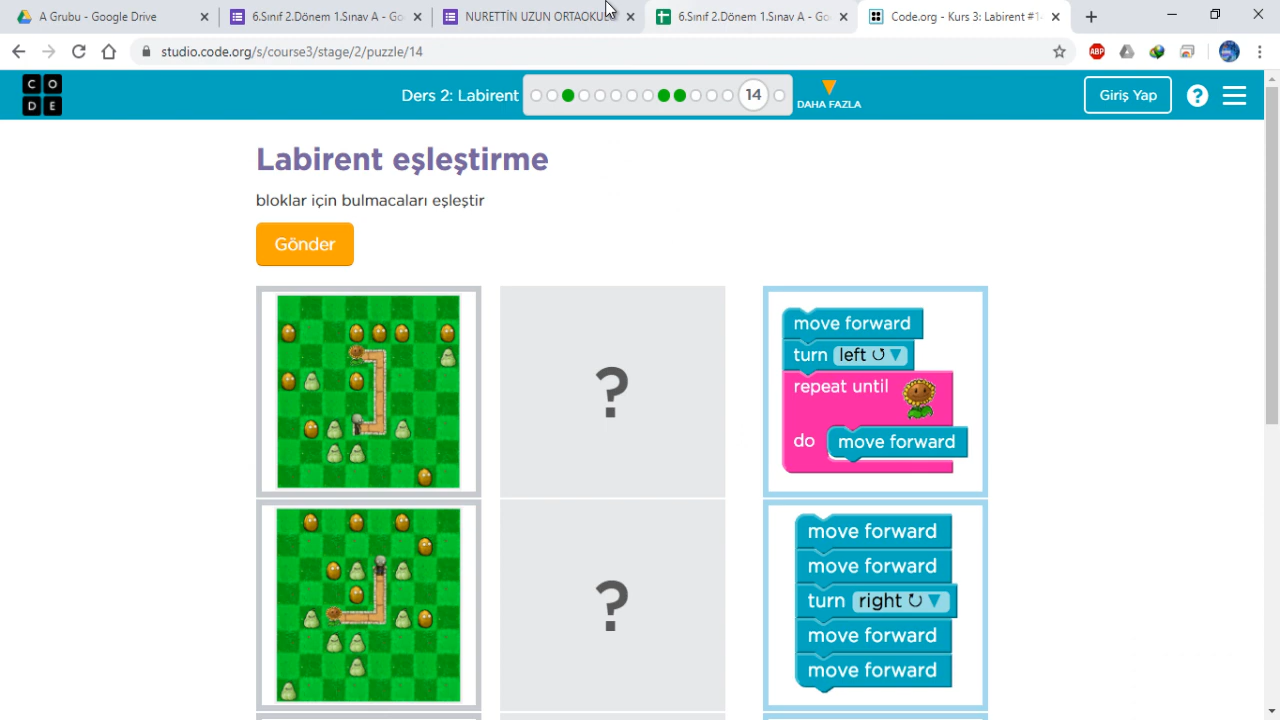 A Grubu - Google Drive
6.Sınıf 2.Dönem 1.Sınav A - G
NURETTİN UZUN ORTAOKULU
6.Sınıf 2.Dönem 1.Sınav A - Go
Code.org - Kurs 3: Labirent #1
studio.code.org/s/course3/stage/2/puzzle/14
ABP
C O
D E
Ders 2: Labirent
14
DAHA FAZLA
Giriş Yap
?
Labirent eşleştirme
bloklar için bulmacaları eşleştir
Gönder
?
move forward
turn left
repeat until
do move forward
?
move forward
move forward
turn right
move forward
move forward